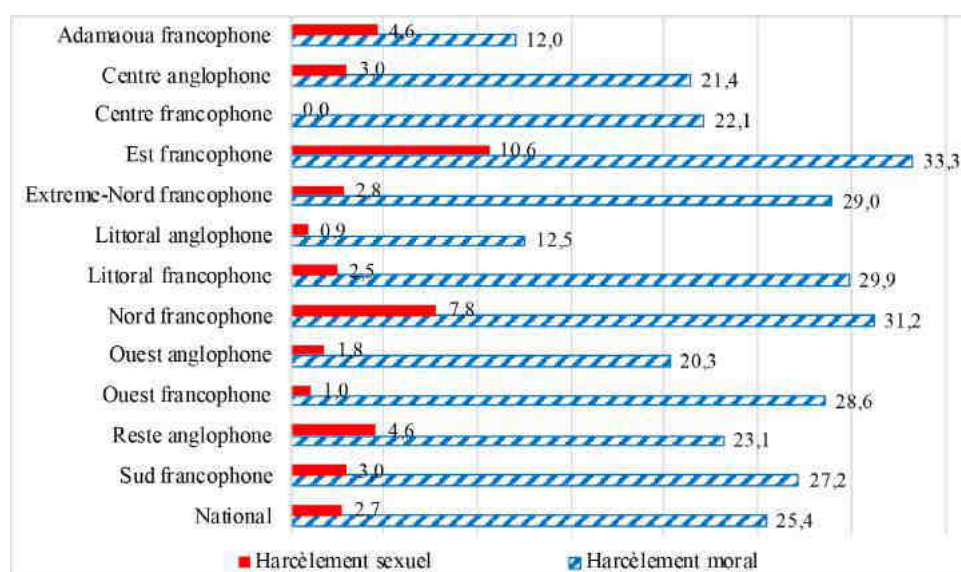 Adamaoua francophone 4,6 12,0
Centre anglophone 3,0 21,4
Centre francophone 0,0 22,1
Est francophone 10,6 33,3
Extreme-Nord francophone 2,8 29,0
Littoral anglophone 0,9 12,5
Littoral francophone 2,5 29,9
Nord francophone 7,8 31,2
Ouest anglophone 1,8 20,3
Ouest francophone 1,0 28,6
Reste anglophone 4,6 23,1
Sud francophone 3,0 27,2
National 2,7 25,4
Harcèlement sexuel Harcèlement moral